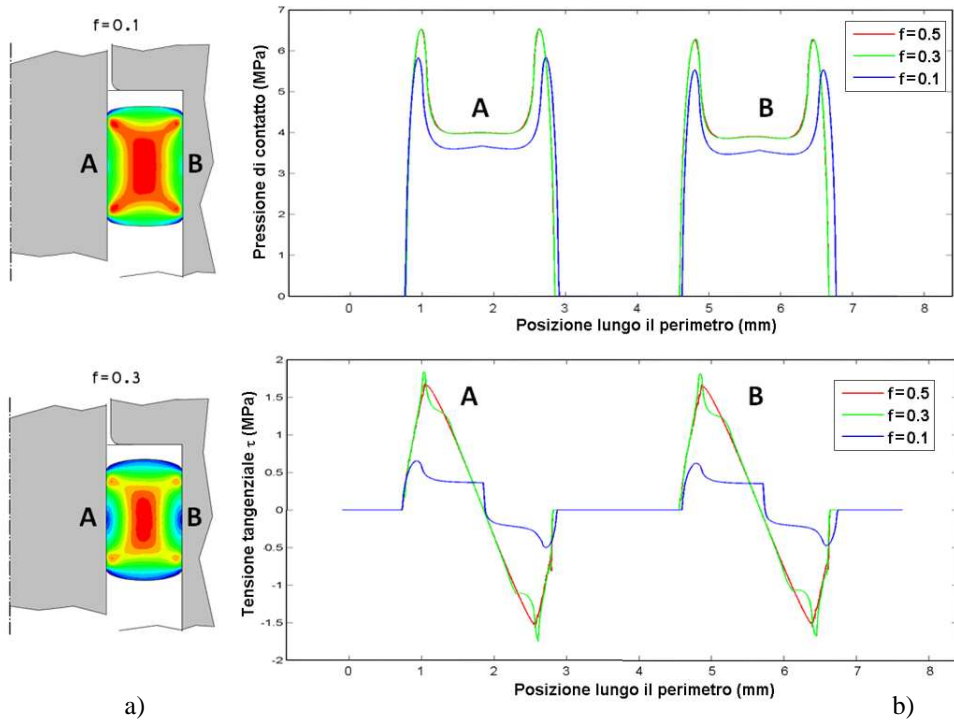 f=0.1
A
B
Pressione di contatto (MPa)
7
6
5
4
3
2
1
0
A
B
f=0.5
f=0.3
f=0.1
0 1 2 3 4 5 6 7 8
Posizione lungo il perimetro (mm)
f=0.3
A
B
Tensione tangenziale τ (MPa)
2
1.5
1
0.5
0
-0.5
-1
-1.5
-2
A
B
f=0.5
f=0.3
f=0.1
0 1 2 3 4 5 6 7 8
Posizione lungo il perimetro (mm)
a)
b)